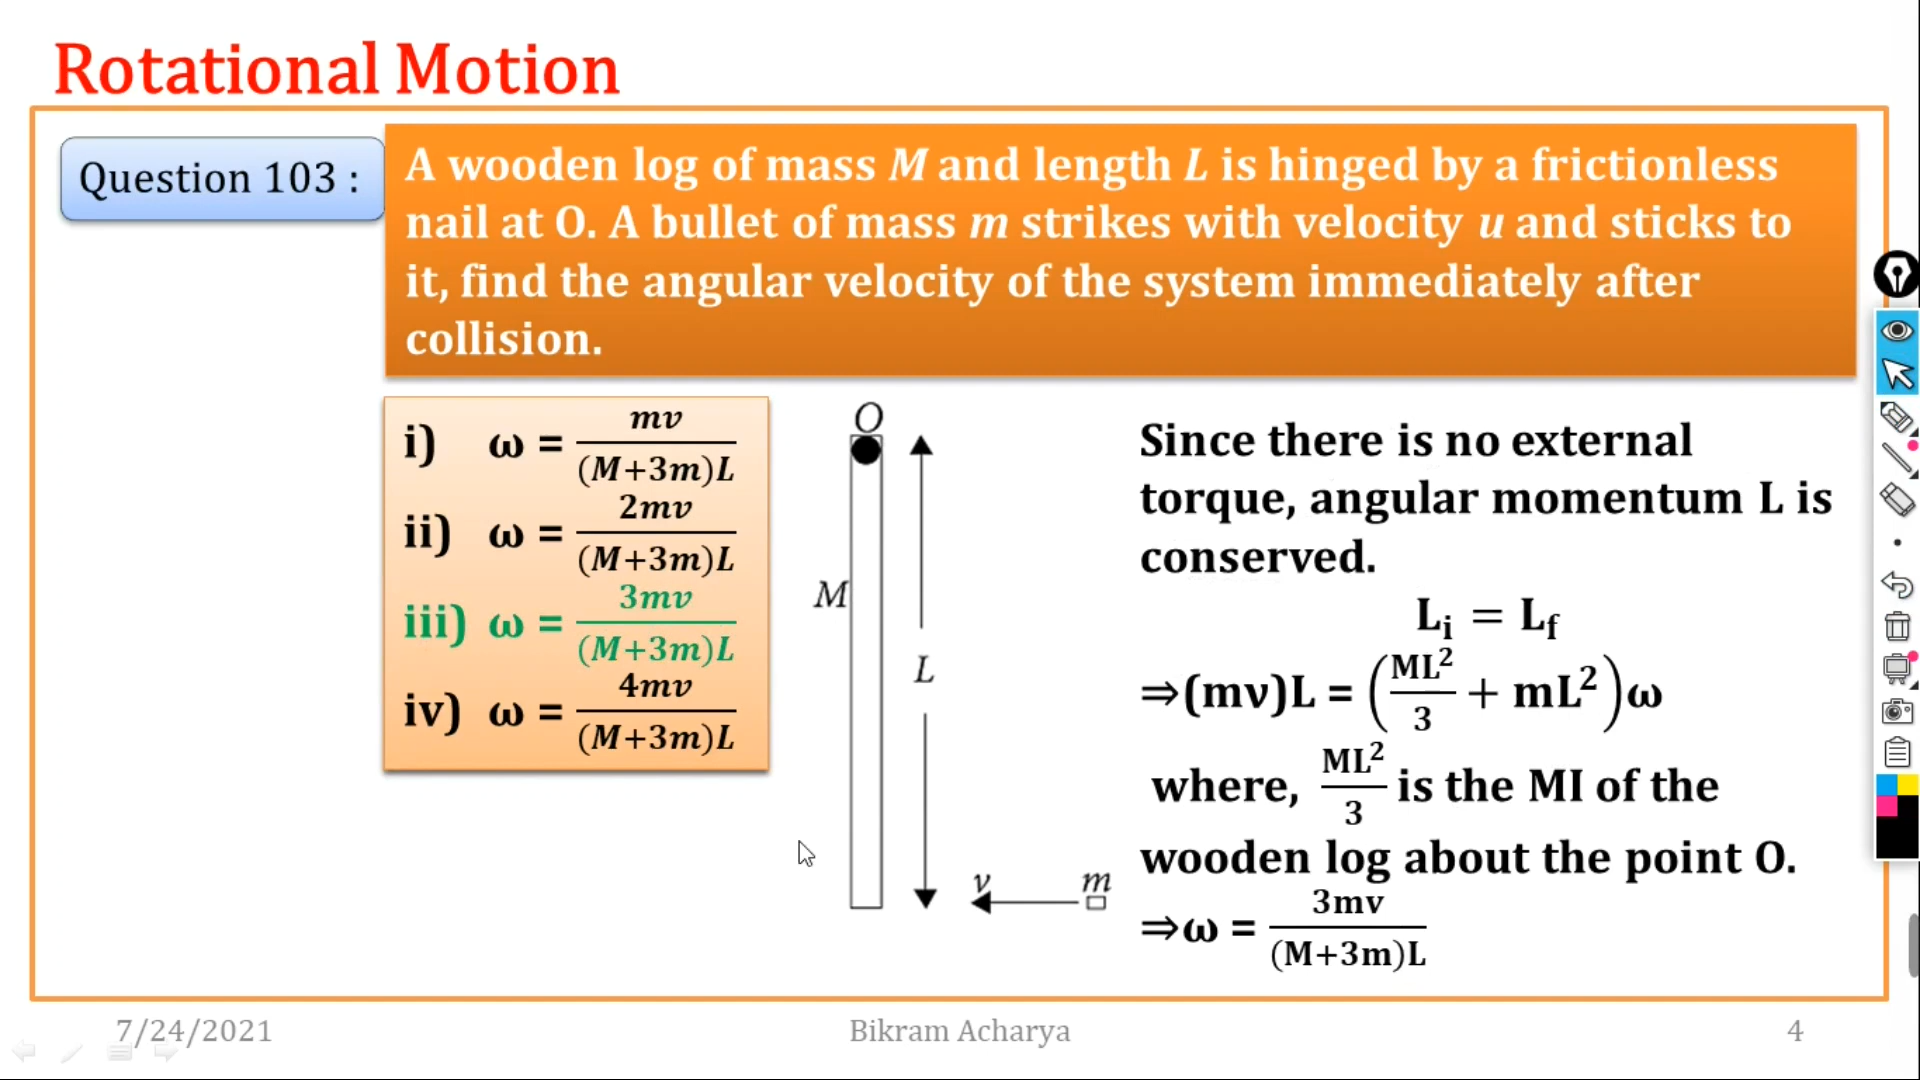 Rotational Motion
Question 103 :
A wooden log of mass M and length L is hinged by a frictionless
nail at O. A bullet of mass m strikes with velocity u and sticks to
it, find the angular velocity of the system immediately after
collision.
i) ω = mv/(M+3m)L
ii) ω = 2mv/(M+3m)L
iii) ω = 3mv/(M+3m)L
iv) ω = 4mv/(M+3m)L
O
M
L
v
m
Since there is no external
torque, angular momentum L is
conserved.
Lᵢ = L_f
⇒(mν)L = (ML²/3 + mL²)ω
where, ML²/3 is the MI of the
wooden log about the point O.
⇒ω = 3mv/(M+3m)L
7/24/2021
Bikram Acharya
4